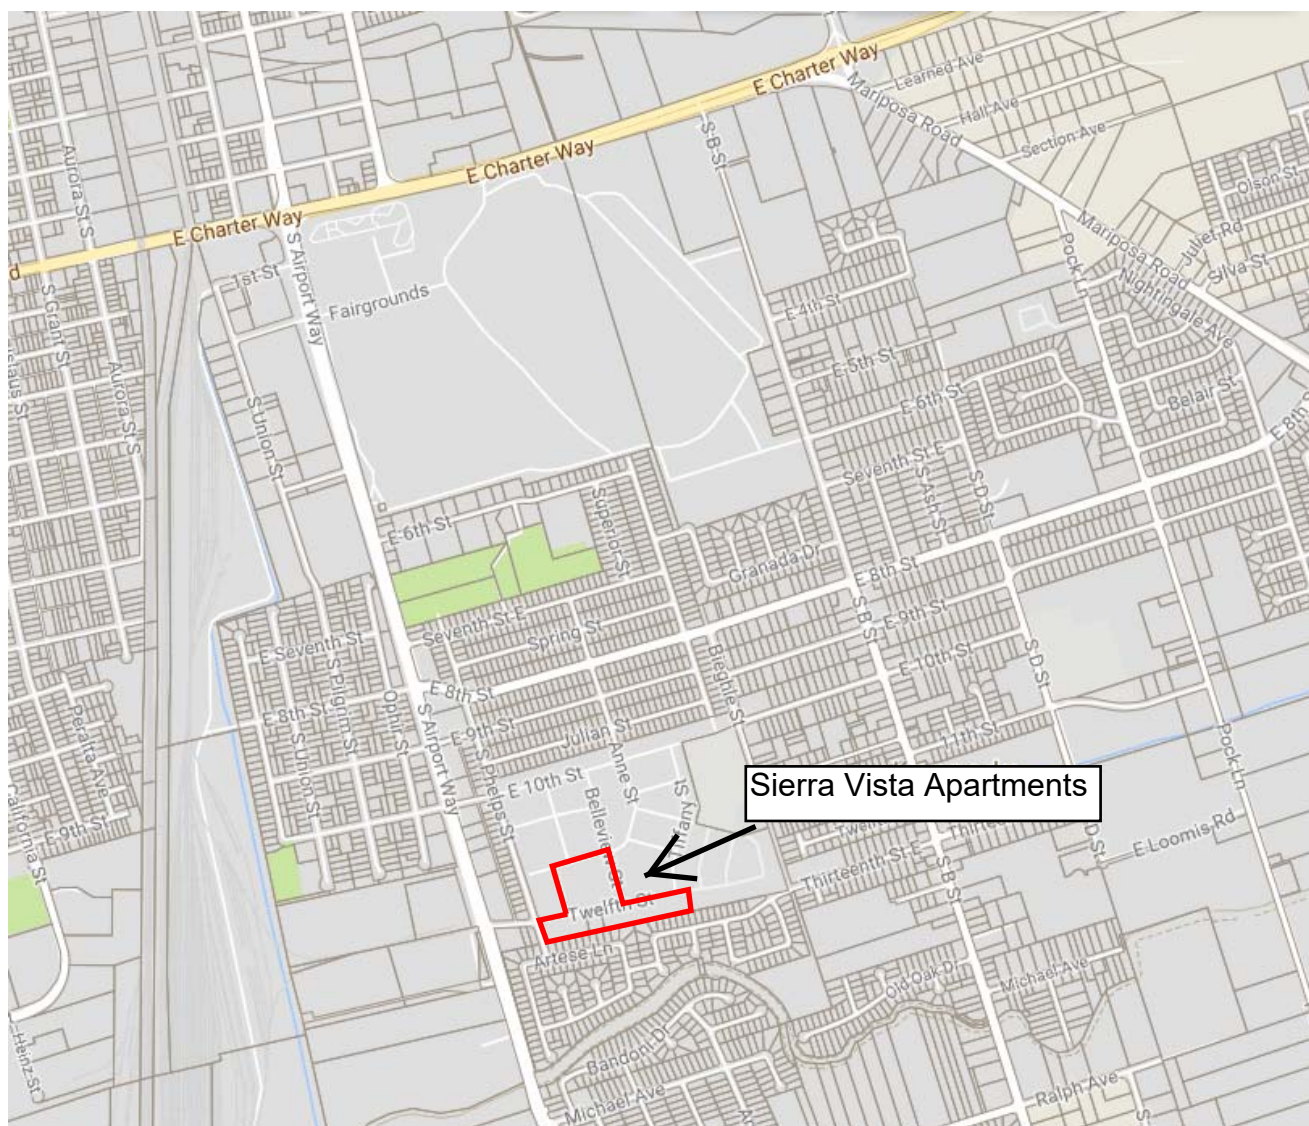 E Charter Way
Learned Ave
Mariposa Road
Hall Ave
Section Ave
S B St
E Charter Way
Aurora St S
Olson St
E Charter Way
S Airport Way
Juliet Rd
Mariposa Road
Silva St
d
1st St
Fairgrounds
S Grant St
Pock Ln
Nightingale Ave
E 4th St
E 5th St
Aurora St S
S Union St
E 6th St
Belair St
E 8th S
Seventh St E
S Ash St
S D St
Superior St
E 6th St
Granada Dr
E 8th St
Seventh St E
Spring St
S B St
E 9th St
E Seventh St
S Pilgrim St
Ophir St
E 8th St
Bieghle St
E 10th St
S D St
E 8th St
S Airport Way
E 9th St
Julian St
Anne St
11th St
Peralta Ave
S Union St
S Phelps St
E 10th St
Belleview St
Tiffany St
Pock Ln
Sierra Vista Apartments
California St
E 9th St
Twelfth St
Thirteenth St E
D St
E Loomis Rd
S B St
Artese Ln
Old Oak Dr
Michael Ave
Heinz St
Bandoni Dr
Michael Ave
Ralph Ave